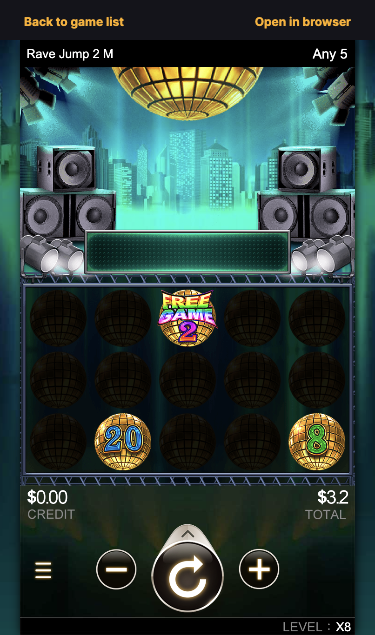 Back to game list
Open in browser
Rave Jump 2 M
Any 5
FREE
GAME
2
20
8
$0.00
$3.2
CREDIT
TOTAL
LEVEL : X8